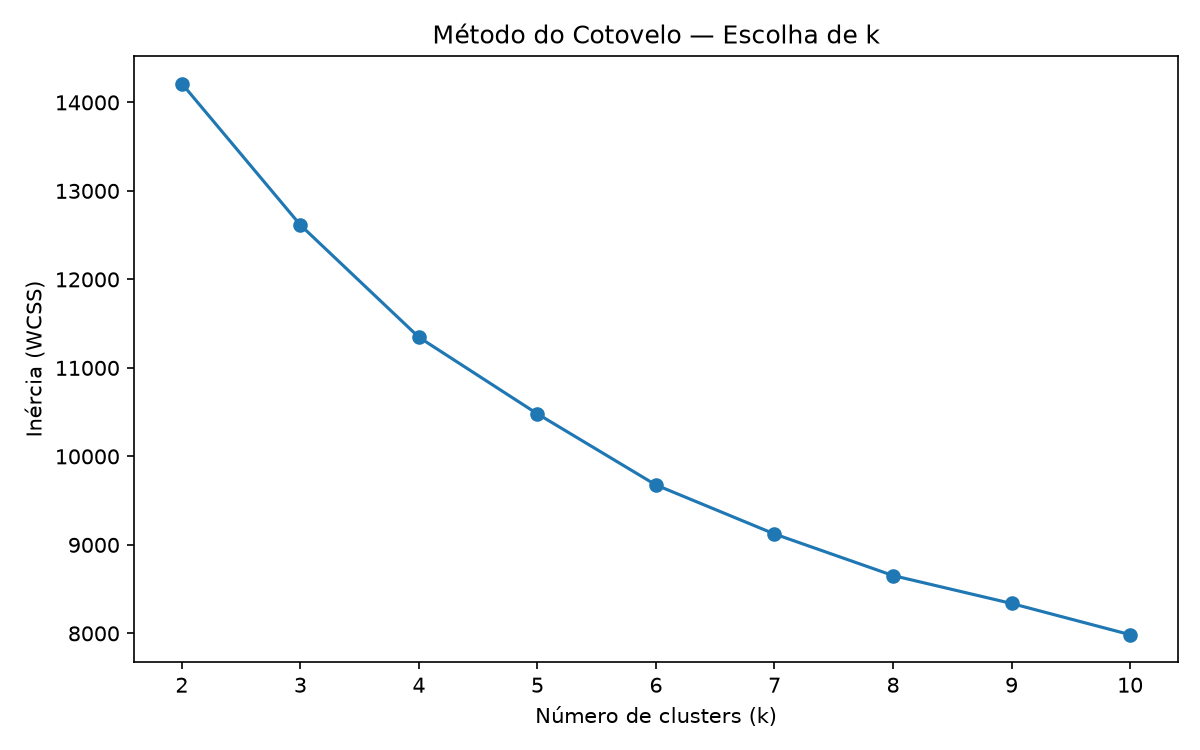 Método do Cotovelo — Escolha de k
Inércia (WCSS)
14000
13000
12000
11000
10000
9000
8000
2 3 4 5 6 7 8 9 10
Número de clusters (k)